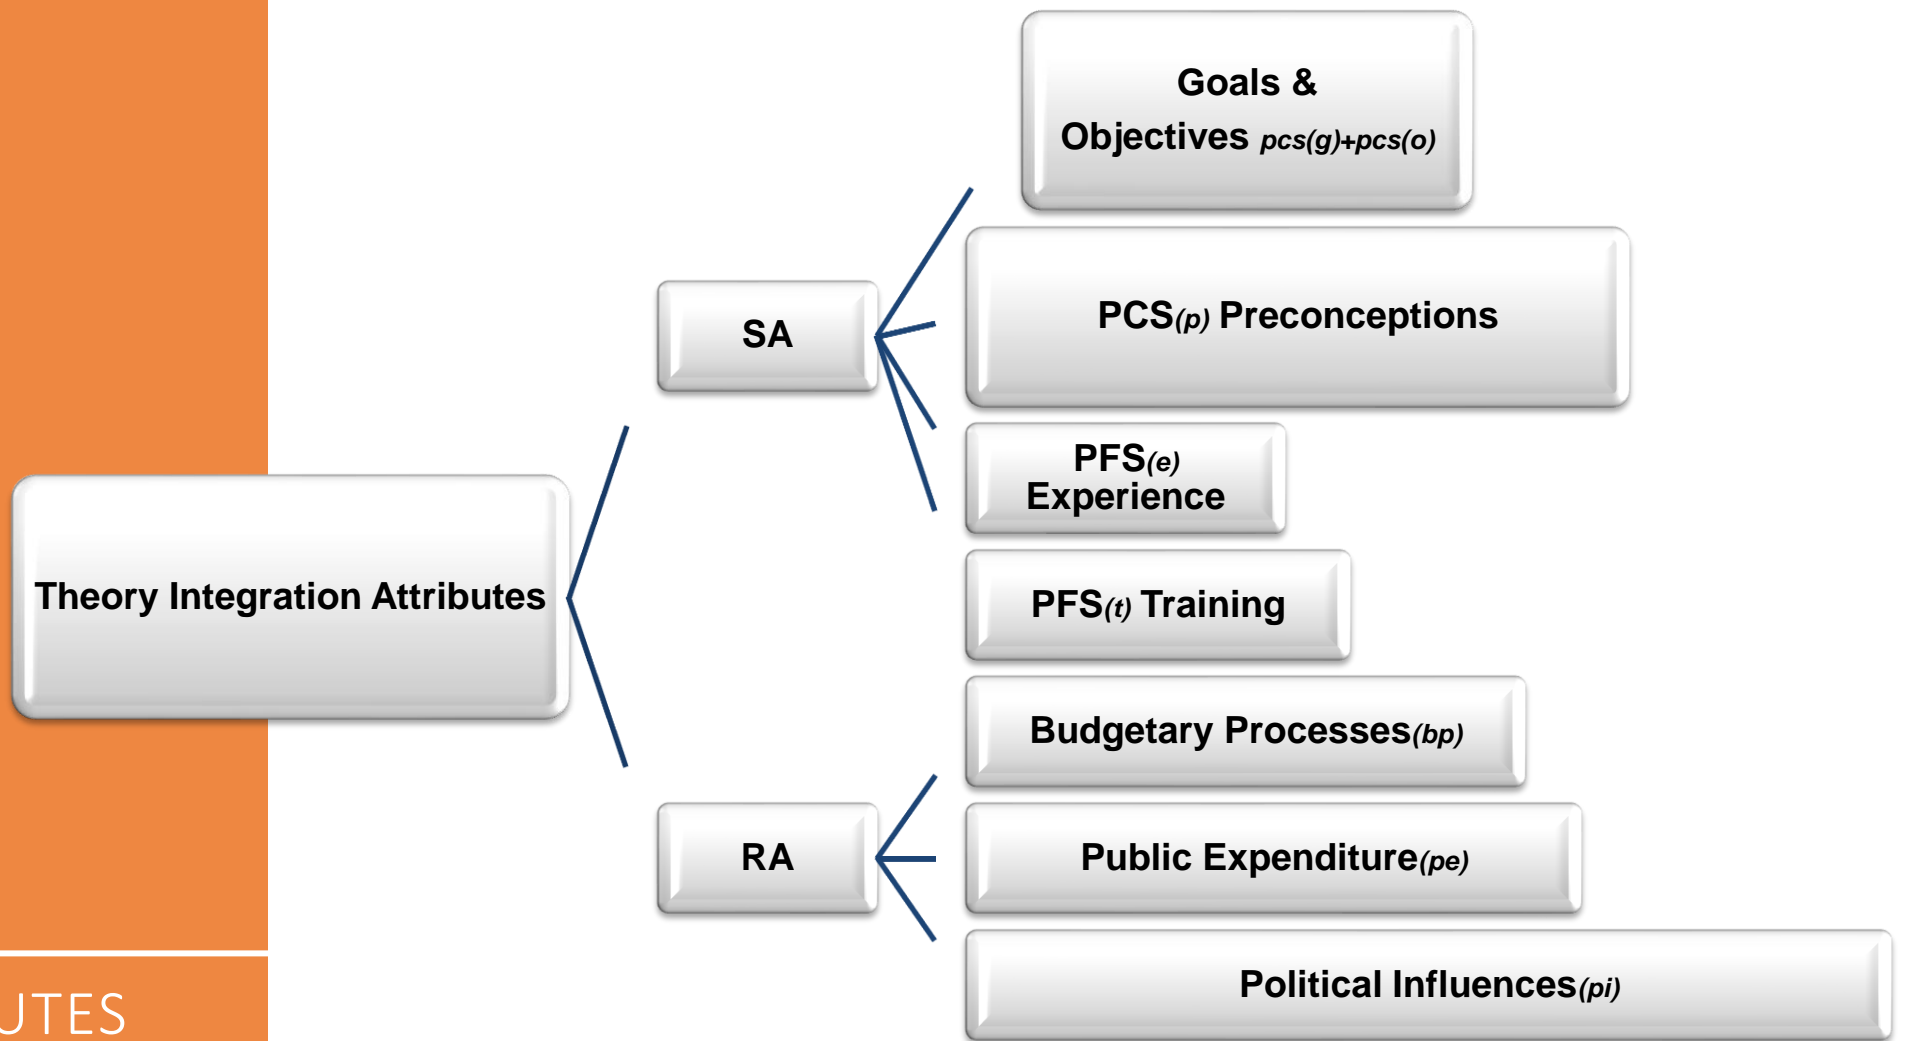 Goals &
Objectives pcs(g)+pcs(o)
SA
PCS(p) Preconceptions
PFS(e)
Experience
Theory Integration Attributes
PFS(t) Training
Budgetary Processes(bp)
RA
Public Expenditure(pe)
Political Influences(pi)
UTES